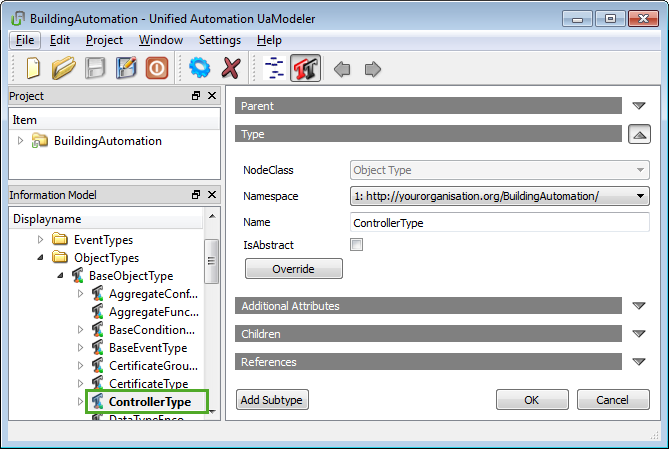 BuildingAutomation - Unified Automation UaModeler
File Edit Project Window Settings Help
Project
Item
BuildingAutomation
Information Model
Displayname
EventTypes
ObjectTypes
BaseObjectType
AggregateConf...
AggregateFunc...
BaseCondition...
BaseEventType
CertificateGrou...
CertificateType
ControllerType
DataTypeEnco...
Parent
Type
NodeClass Object Type
Namespace 1: http://yourorganisation.org/BuildingAutomation/
Name ControllerType
IsAbstract
Override
Additional Attributes
Children
References
Add Subtype OK Cancel